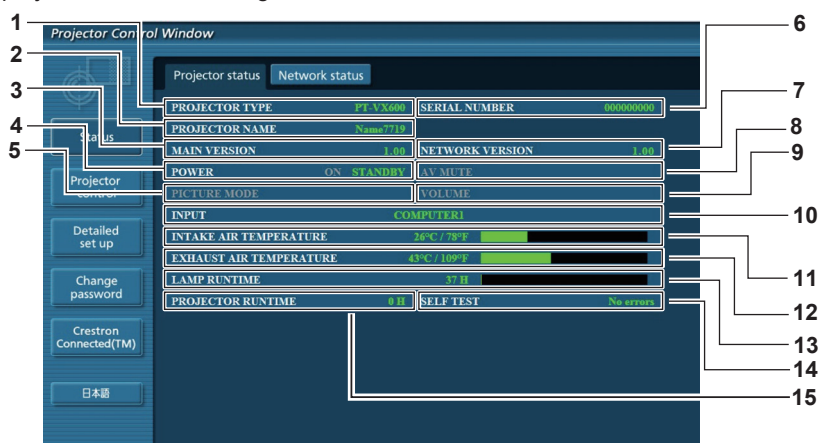 Projector Control Window
1
2
3
4
5
6
7
8
9
10
11
12
13
14
15
Projector status Network status
PROJECTOR TYPE PT-VX600 SERIAL NUMBER 000000000
PROJECTOR NAME Name7719
MAIN VERSION 1.00 NETWORK VERSION 1.00
POWER ON STANDBY AV MUTE
PICTURE MODE VOLUME
INPUT COMPUTER1
INTAKE AIR TEMPERATURE 26°C / 78°F
EXHAUST AIR TEMPERATURE 43°C / 109°F
LAMP RUNTIME 37 H
PROJECTOR RUNTIME 0 H SELF TEST No errors
Status
Projector
control
Detailed
set up
Change
password
Crestron
Connected(TM)
日本語